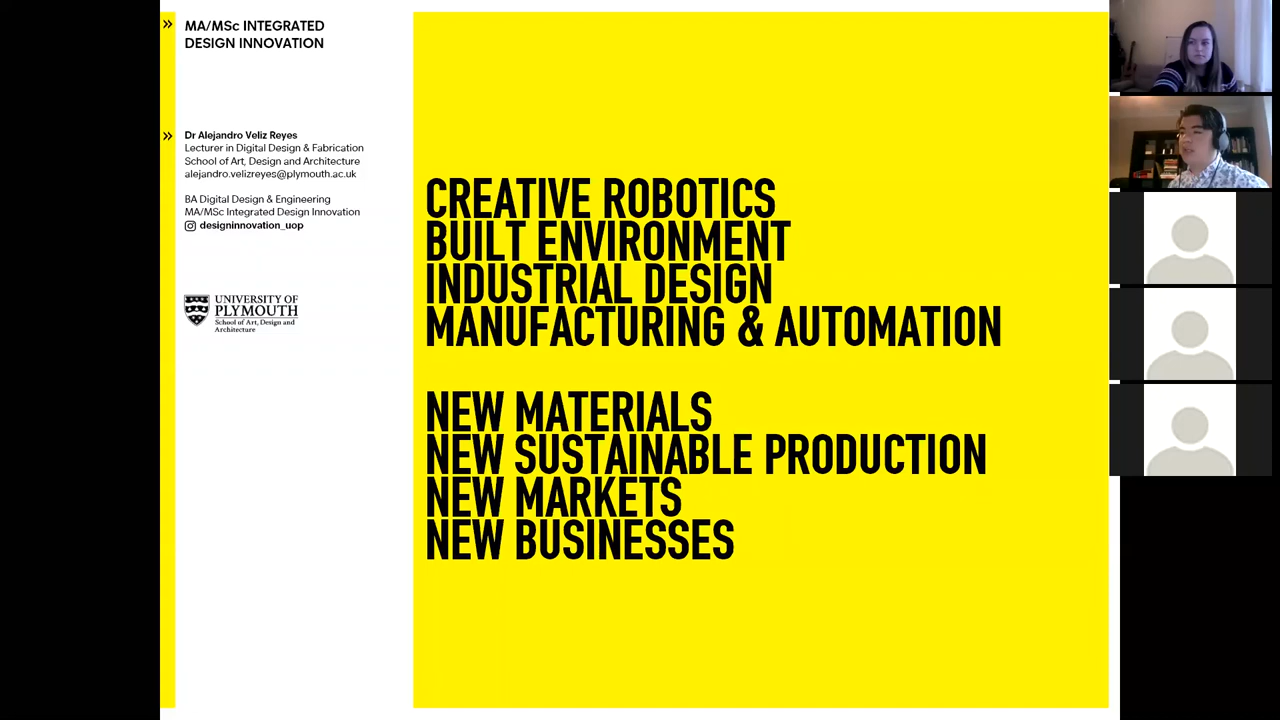 MA/MSc INTEGRATED
DESIGN INNOVATION
Dr Alejandro Veliz Reyes
Lecturer in Digital Design & Fabrication
School of Art, Design and Architecture
alejandro.velizreyes@plymouth.ac.uk
BA Digital Design & Engineering
MA/MSc Integrated Design Innovation
designinnovation_uop
UNIVERSITY OF
PLYMOUTH
School of Art, Design and
Architecture
CREATIVE ROBOTICS
BUILT ENVIRONMENT
INDUSTRIAL DESIGN
MANUFACTURING & AUTOMATION
NEW MATERIALS
NEW SUSTAINABLE PRODUCTION
NEW MARKETS
NEW BUSINESSES